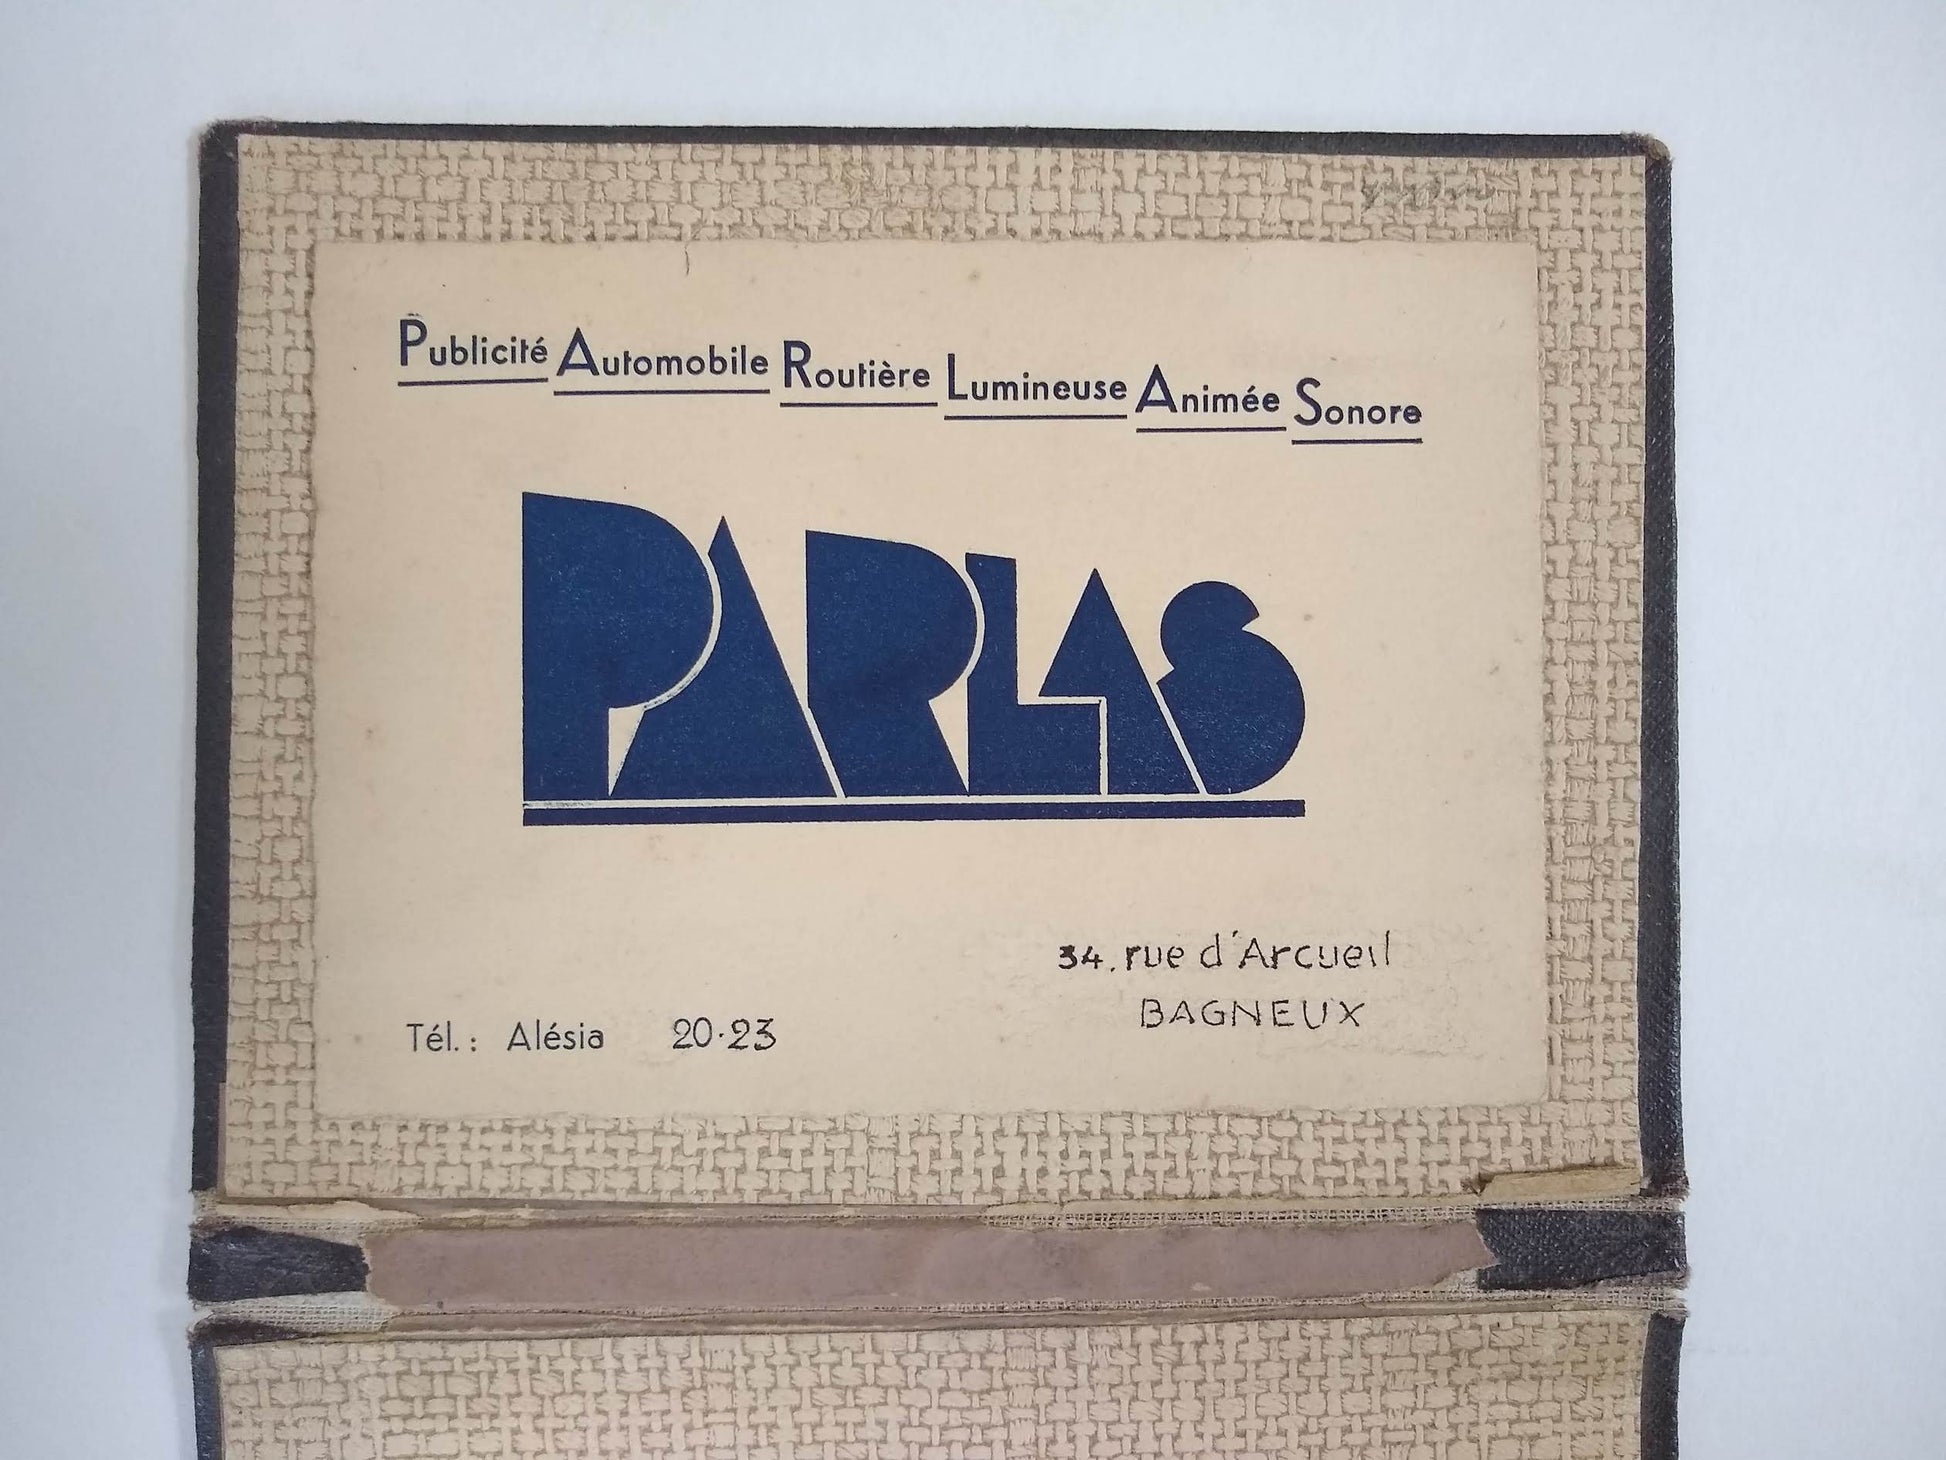 Publicité Automobile Routière Lumineuse Animée Sonore
PARLAS
34, rue d'Arcueil
BAGNEUX
Tél.: Alésia 20·23